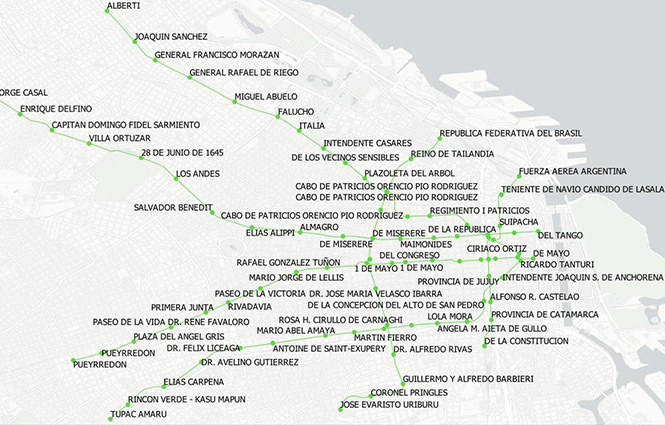 ALBERTI
JOAQUIN SANCHEZ
GENERAL FRANCISCO MORAZAN
GENERAL RAFAEL DE RIEGO
ORGE CASAL
MIGUEL ABUELO
ENRIQUE DELFINO
FALUCHO
CAPITAN DOMINGO FIDEL SARMIENTO
ITALIA
REPUBLICA FEDERATIVA DEL BRASIL
VILLA ORTUZAR
INTENDENTE CASARES
28 DE JUNIO DE 1645
DE LOS VECINOS SENSIBLES
REINO DE TAILANDIA
LOS ANDES
PLAZOLETA DEL ARBOL
FUERZA AEREA ARGENTINA
CABO DE PATRICIOS ORENCIO PIO RODRIGUEZ
TENIENTE DE NAVIO CANDIDO DE LASALA
CABO DE PATRICIOS ORENCIO PIO RODRIGUEZ
SALVADOR BENEDIT
CABO DE PATRICIOS ORENCIO PIO RODRIGUEZ
REGIMIENTO I PATRICIOS
ELIAS ALIPPI
ALMAGRO
DE MISERERE
DE LA REPUBLICA
SUIPACHA
DEL TANGO
DE MISERERE
MAIMONIDES
CIRIACO ORTIZ
DEL CONGRESO
DE MAYO
RAFAEL GONZALEZ TUÑON
1 DE MAYO
1 DE MAYO
RICARDO TANTURI
MARIO JORGE DE LELLIS
PROVINCIA DE JUJUY
INTENDENTE JOAQUIN S. DE ANCHORENA
PASEO DE LA VICTORIA
DR. JOSE MARIA VELASCO IBARRA
ALFONSO R. CASTELAO
PRIMERA JUNTA
RIVADAVIA
DE LA CONCEPCION DEL ALTO DE SAN PEDRO
PASEO DE LA VIDA
DR. RENE FAVALORO
ROSA H. CIRULLO DE CARNAGHI
LOLA MORA
PROVINCIA DE CATAMARCA
MARIO ABEL AMAYA
ANGELA M. AIETA DE GULLO
PLAZA DEL ANGEL GRIS
MARTIN FIERRO
DE LA CONSTITUCION
PUEYRREDON
DR. FELIX LICEAGA
ANTOINE DE SAINT-EXUPERY
PUEYRREDON
DR. AVELINO GUTIERREZ
DR. ALFREDO RIVAS
ELIAS CARPENA
GUILLERMO Y ALFREDO BARBIERI
RINCON VERDE - KASU MAPUN
CORONEL PRINGLES
TUPAC AMARU
JOSE EVARISTO URIBURU